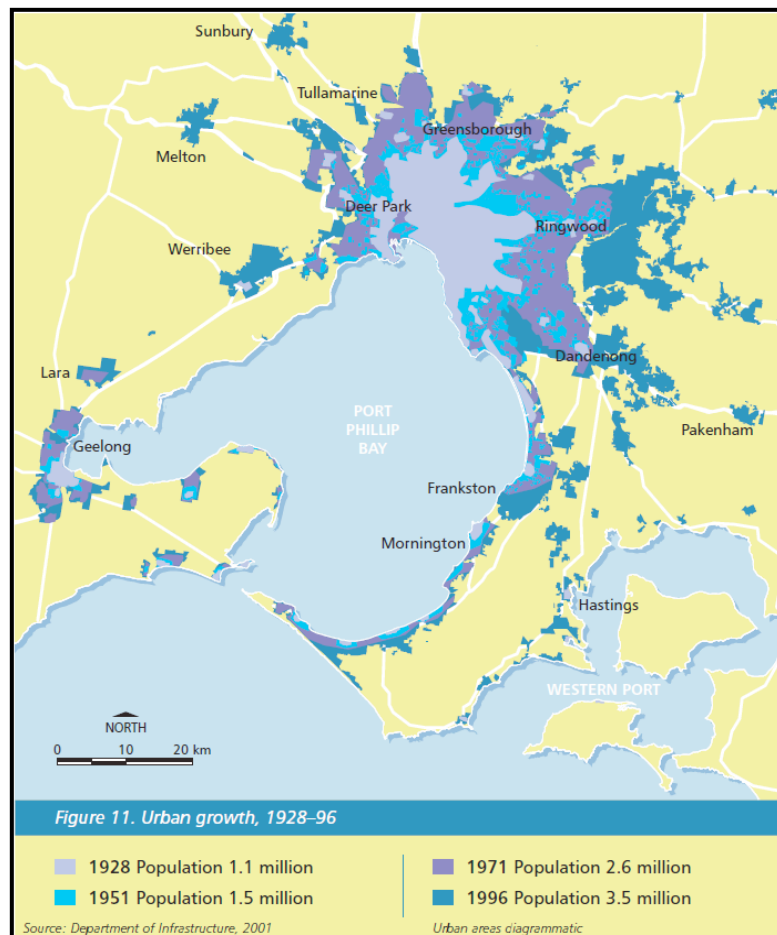 Sunbury
Tullamarine
Greensborough
Melton
Deer Park
Ringwood
Werribee
Dandenong
Lara
PORT
PHILLIP
BAY
Geelong
Pakenham
Frankston
Mornington
Hastings
WESTERN PORT
NORTH
0 10 20 km
Figure 11. Urban growth, 1928–96
1928 Population 1.1 million
1951 Population 1.5 million
1971 Population 2.6 million
1996 Population 3.5 million
Source: Department of Infrastructure, 2001
Urban areas diagrammatic